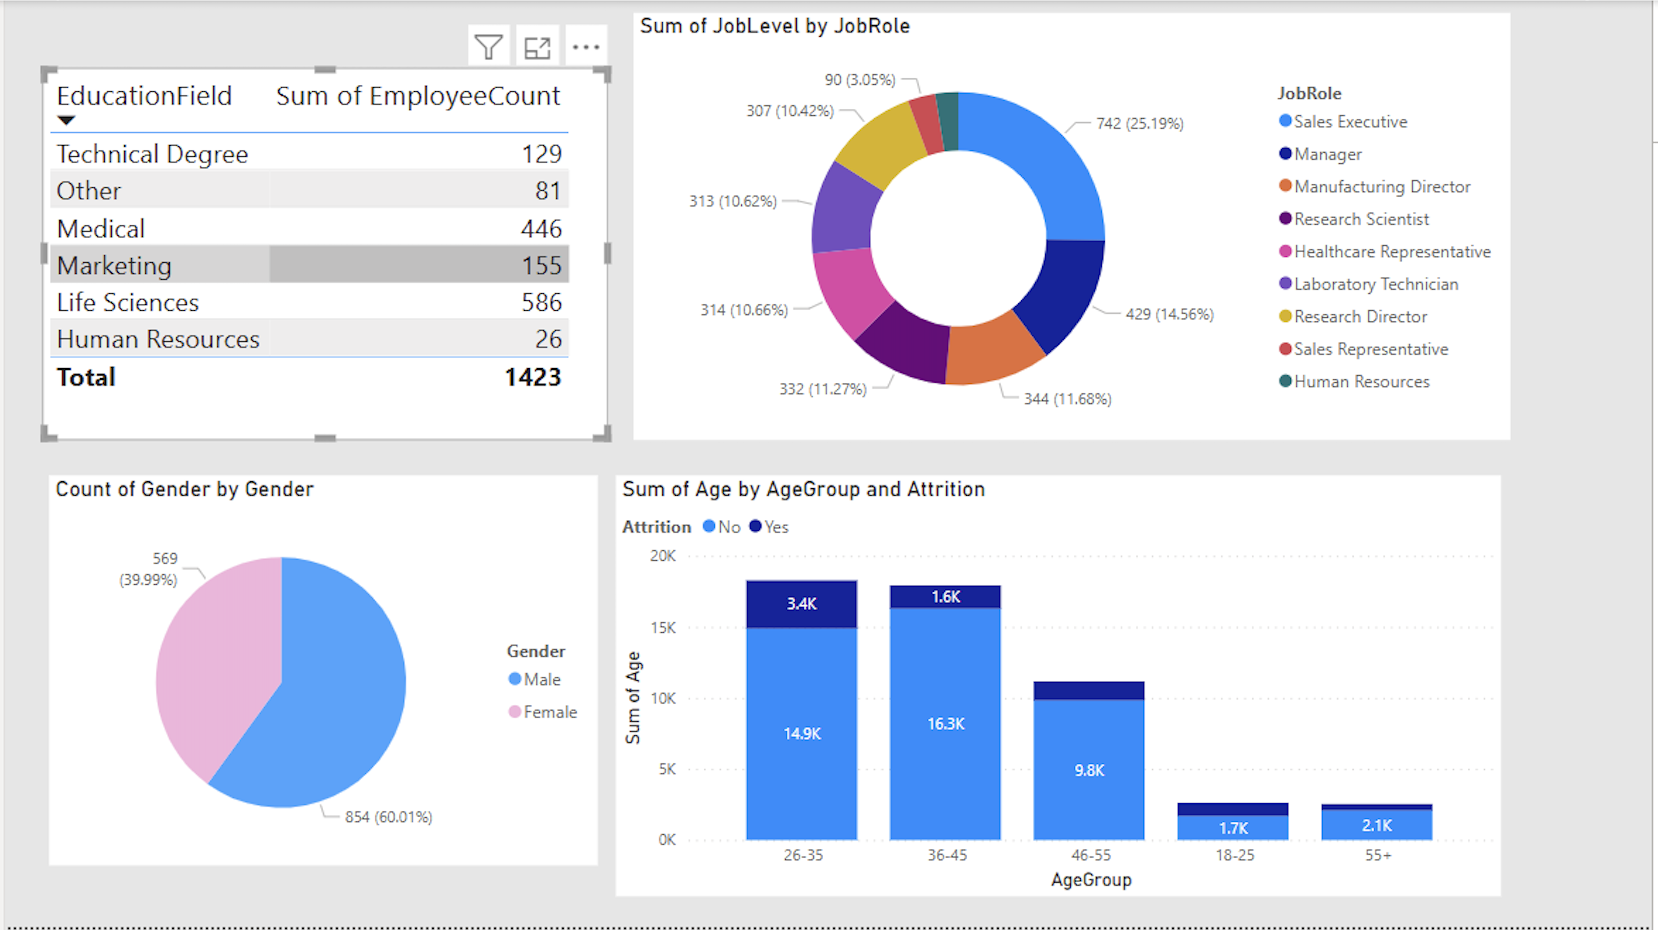 EducationField Sum of EmployeeCount
Technical Degree 129
Other 81
Medical 446
Marketing 155
Life Sciences 586
Human Resources 26
Total 1423
Sum of JobLevel by JobRole
90 (3.05%)
307 (10.42%)
742 (25.19%)
313 (10.62%)
314 (10.66%)
429 (14.56%)
332 (11.27%)
344 (11.68%)
JobRole
Sales Executive
Manager
Manufacturing Director
Research Scientist
Healthcare Representative
Laboratory Technician
Research Director
Sales Representative
Human Resources
Count of Gender by Gender
569
(39.99%)
854 (60.01%)
Gender
Male
Female
Sum of Age by AgeGroup and Attrition
Attrition No Yes
Sum of Age
20K
15K
10K
5K
0K
3.4K
14.9K
1.6K
16.3K
9.8K
1.7K
2.1K
26-35 36-45 46-55 18-25 55+
AgeGroup